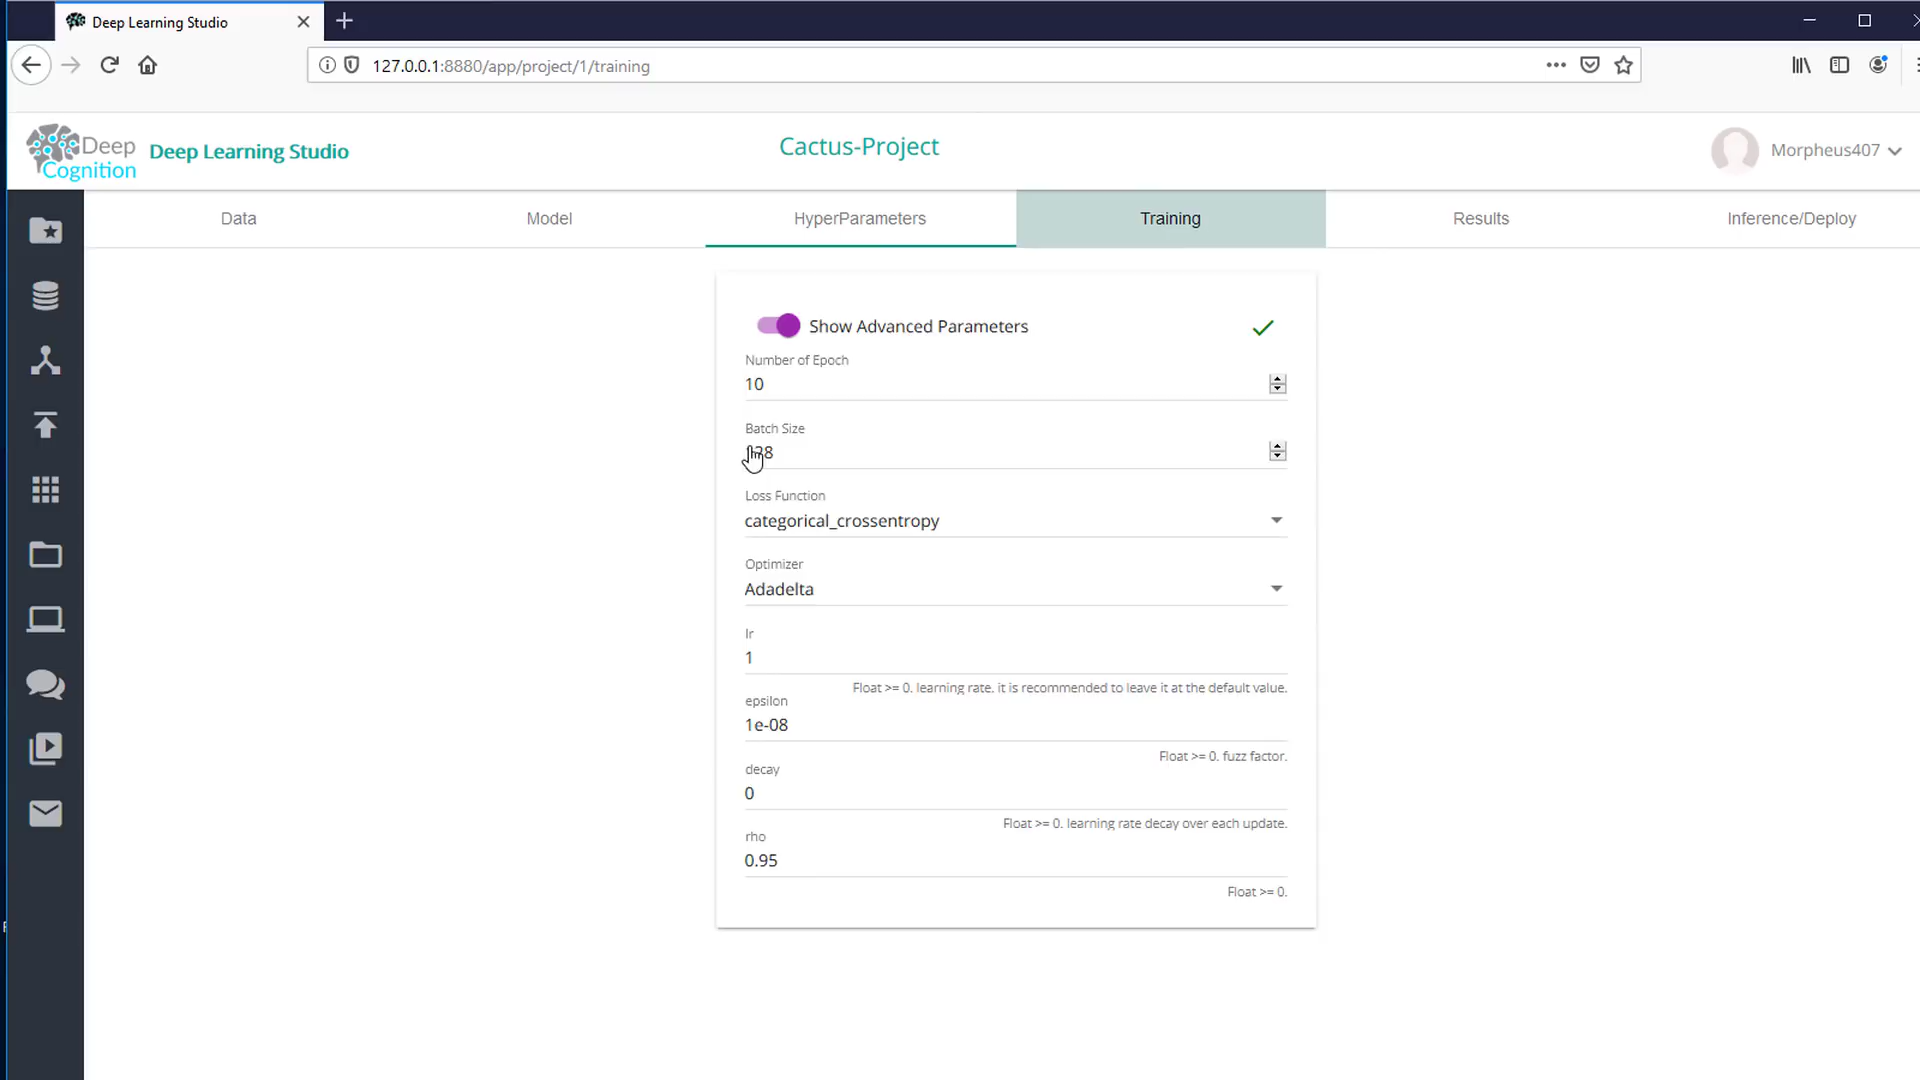 Deep Learning Studio
127.0.0.1:8880/app/project/1/training
Deep
Cognition
Deep Learning Studio
Cactus-Project
Morpheus407
Data
Model
HyperParameters
Training
Results
Inference/Deploy
Show Advanced Parameters
Number of Epoch
10
Batch Size
Loss Function
categorical_crossentropy
Optimizer
Adadelta
lr
1
Float >= 0. learning rate. it is recommended to leave it at the default value.
epsilon
1e-08
Float >= 0. fuzz factor.
decay
0
Float >= 0. learning rate decay over each update.
rho
0.95
Float >= 0.